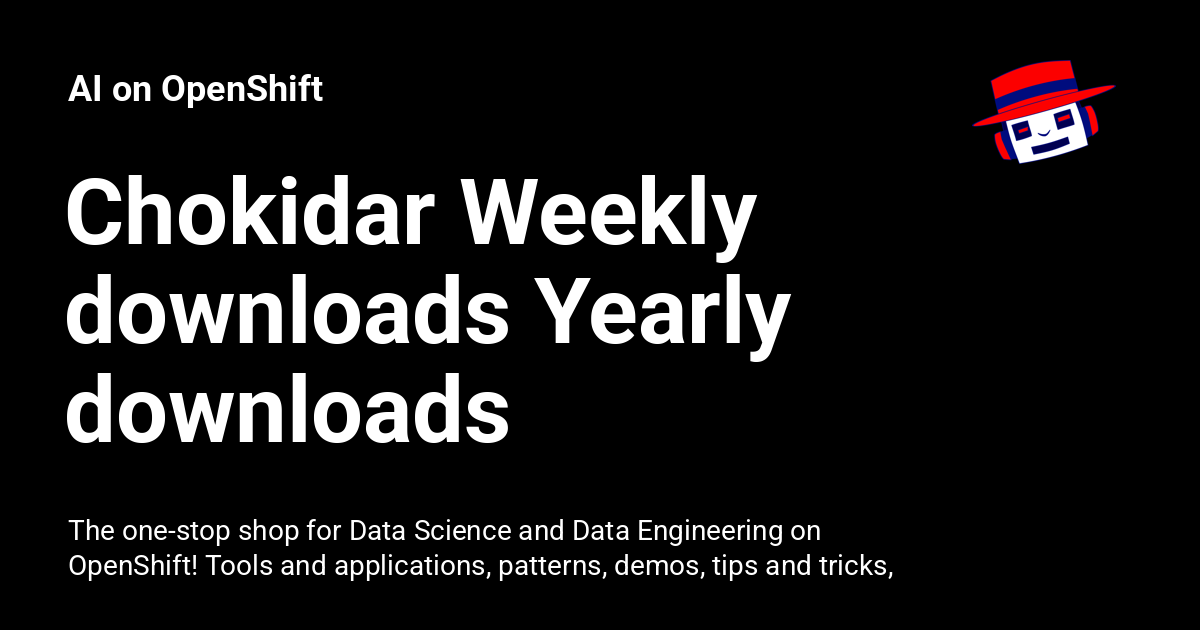 AI on OpenShift
Chokidar Weekly
downloads Yearly
downloads
The one-stop shop for Data Science and Data Engineering on
OpenShift! Tools and applications, patterns, demos, tips and tricks,